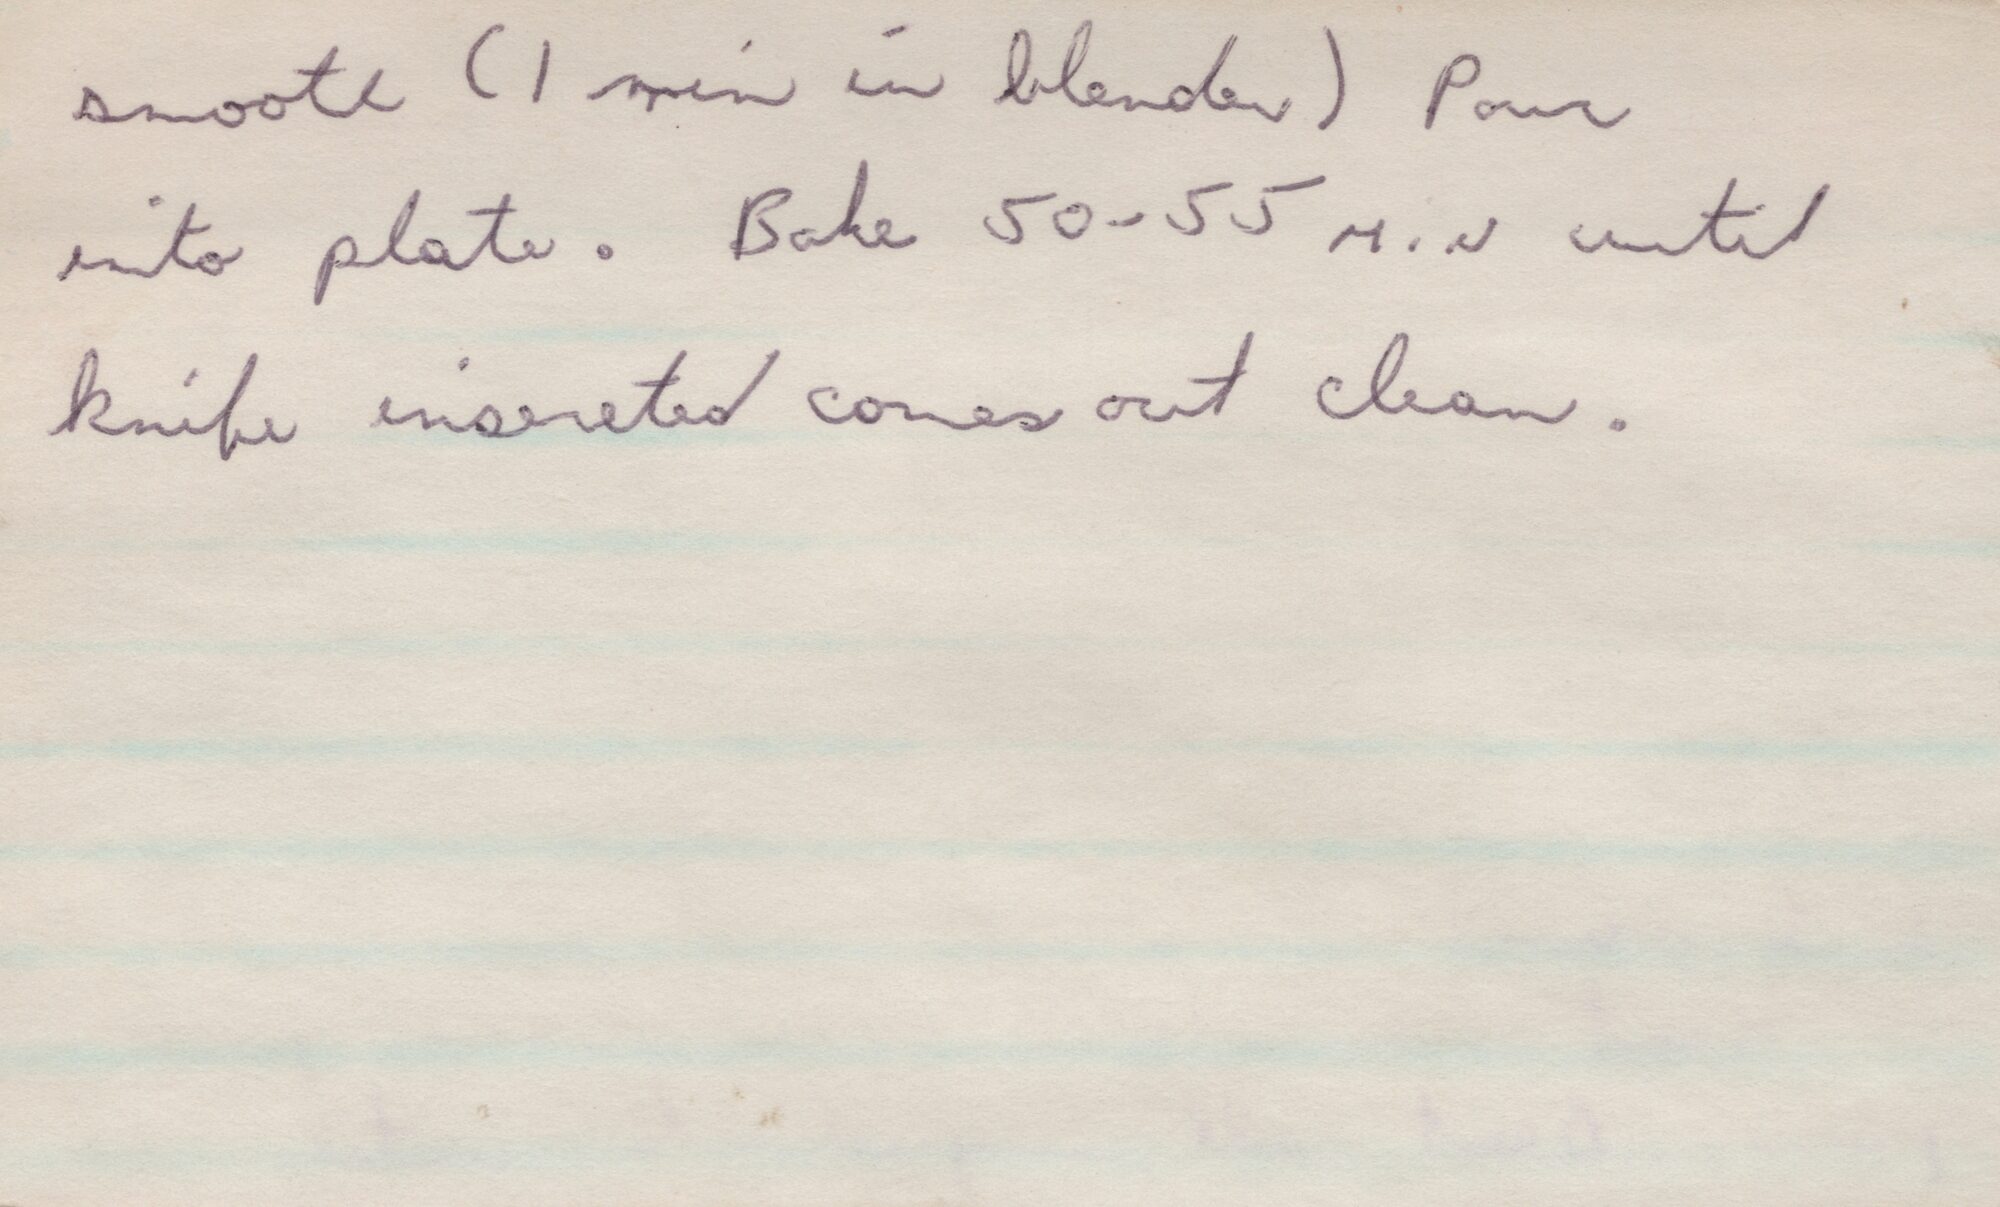 smooth (1 min in blender) Pour
into plate. Bake 50-55 min until
knife inserted comes out clean.